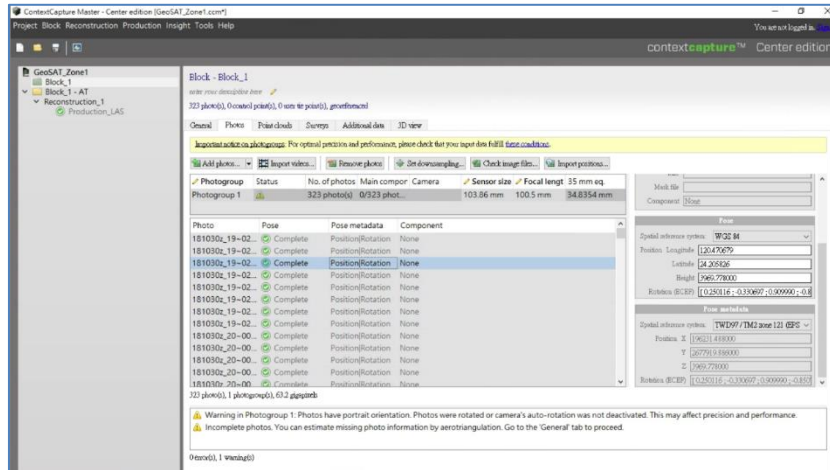 ContextCapture Master - Center edition [GeoSAT_Zone1.ccm*]
Project Block Reconstruction Production Insight Tools Help
You are not logged in.
contextcapture™ Center edition
GeoSAT_Zone1
Block_1
Block_1 - AT
Reconstruction_1
Production_LAS
Block - Block_1
write your description here
323 photo(s), 0 control point(s), 0 user tie point(s), georeferenced
General Photos Point clouds Surveys Additional data 3D view
Important notice on photogroups: For optimal precision and performance, please check that your input data fulfill these conditions.
Add photos... Import videos... Remove photos Set downsampling... Check image files... Import positions...
Photogroup Status No. of photos Main compor Camera Sensor size Focal lengt 35 mm eq.
Photogroup 1 323 photo(s) 0/323 phot... 103.86 mm 100.5 mm 34.8354 mm
Mask file
Component None
Photo Pose Pose metadata Component
181030z_19~02... Complete Position|Rotation None
181030z_19~02... Complete Position|Rotation None
181030z_19~02... Complete Position|Rotation None
181030z_19~02... Complete Position|Rotation None
181030z_19~02... Complete Position|Rotation None
181030z_19~02... Complete Position|Rotation None
181030z_19~02... Complete Position|Rotation None
181030z_20~00... Complete Position|Rotation None
181030z_20~00... Complete Position|Rotation None
181030z_20~00... Complete Position|Rotation None
181030z_20~00... Complete Position|Rotation None
181030z_20~00... Complete Position|Rotation None
181030z_20~00 Complete Position|Rotation None
Pose
Spatial reference system: WGS 84
Position Longitude 120.470679
Latitude 24.205826
Height 3969.778000
Rotation (ECEF) [ 0.250116 ; -0.330697 ; 0.909990 ; -0.8
Pose metadata
Spatial reference system: TWD97 / TM2 zone 121 (EPS
Position X 196231.488000
Y 2677919.886000
Z 3969.778000
Rotation (ECEF) [ 0.250116 ; -0.330697 ; 0.909990 ; -0.857
323 photo(s), 1 photogroup(s), 63.2 gigapixels
Warning in Photogroup 1: Photos have portrait orientation. Photos were rotated or camera's auto-rotation was not deactivated. This may affect precision and performance.
Incomplete photos. You can estimate missing photo information by aerotriangulation. Go to the 'General' tab to proceed.
0 error(s), 1 warning(s)